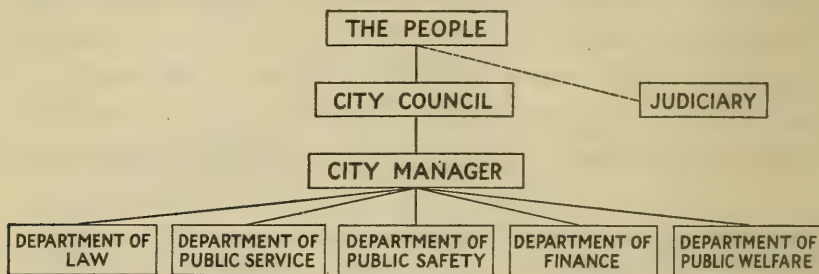 THE PEOPLE
CITY COUNCIL
JUDICIARY
CITY MANAGER
DEPARTMENT OF
LAW
DEPARTMENT OF
PUBLIC SERVICE
DEPARTMENT OF
PUBLIC SAFETY
DEPARTMENT OF
FINANCE
DEPARTMENT OF
PUBLIC WELFARE